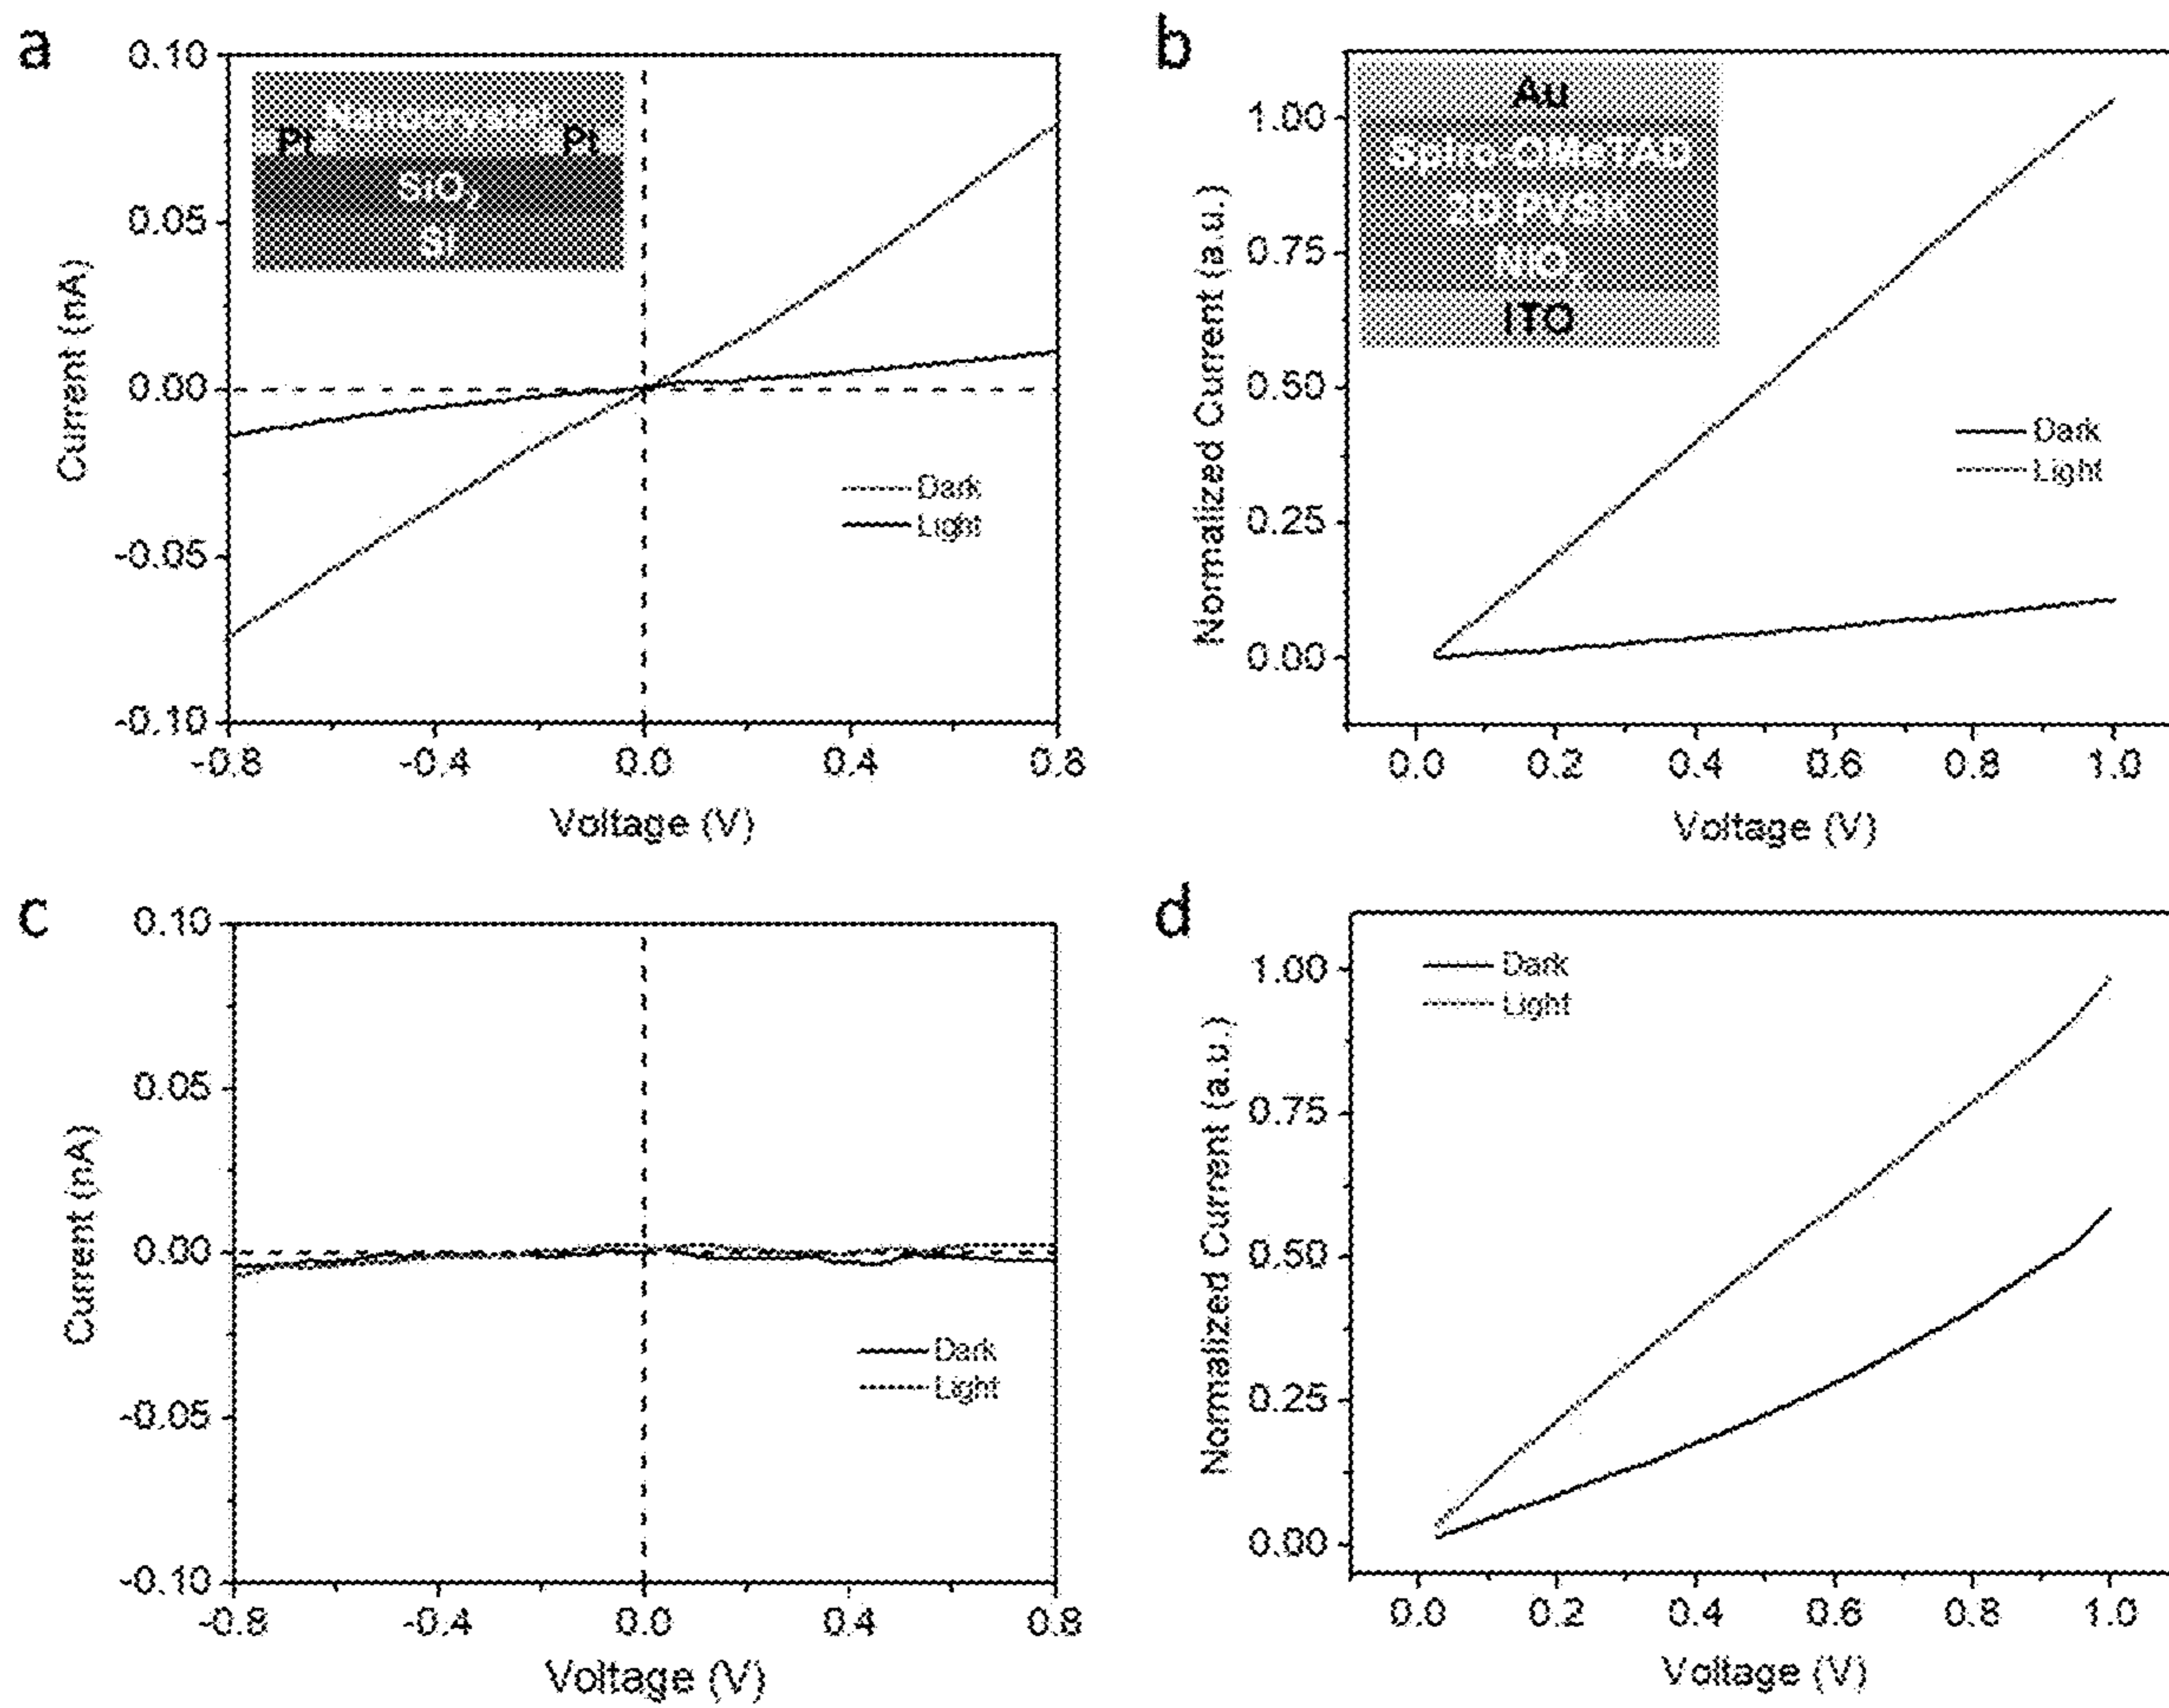 a
0.10
0.05
0.00
-0.05
-0.10
Current (nA)
Nanocrystal
Pt Pt
SiO2
Si
Dark
Light
-0.8 -0.4 0.0 0.4 0.8
Voltage (V)
b
1.00
0.75
0.50
0.25
0.00
Normalized Current (a.u.)
Au
Spiro-OMeTAD
2D PVSK
NiOx
ITO
Dark
Light
0.0 0.2 0.4 0.6 0.8 1.0
Voltage (V)
c
0.10
0.05
0.00
-0.05
-0.10
Current (nA)
Dark
Light
-0.8 -0.4 0.0 0.4 0.8
Voltage (V)
d
1.00
0.75
0.50
0.25
0.00
Normalized Current (a.u.)
Dark
Light
0.0 0.2 0.4 0.6 0.8 1.0
Voltage (V)